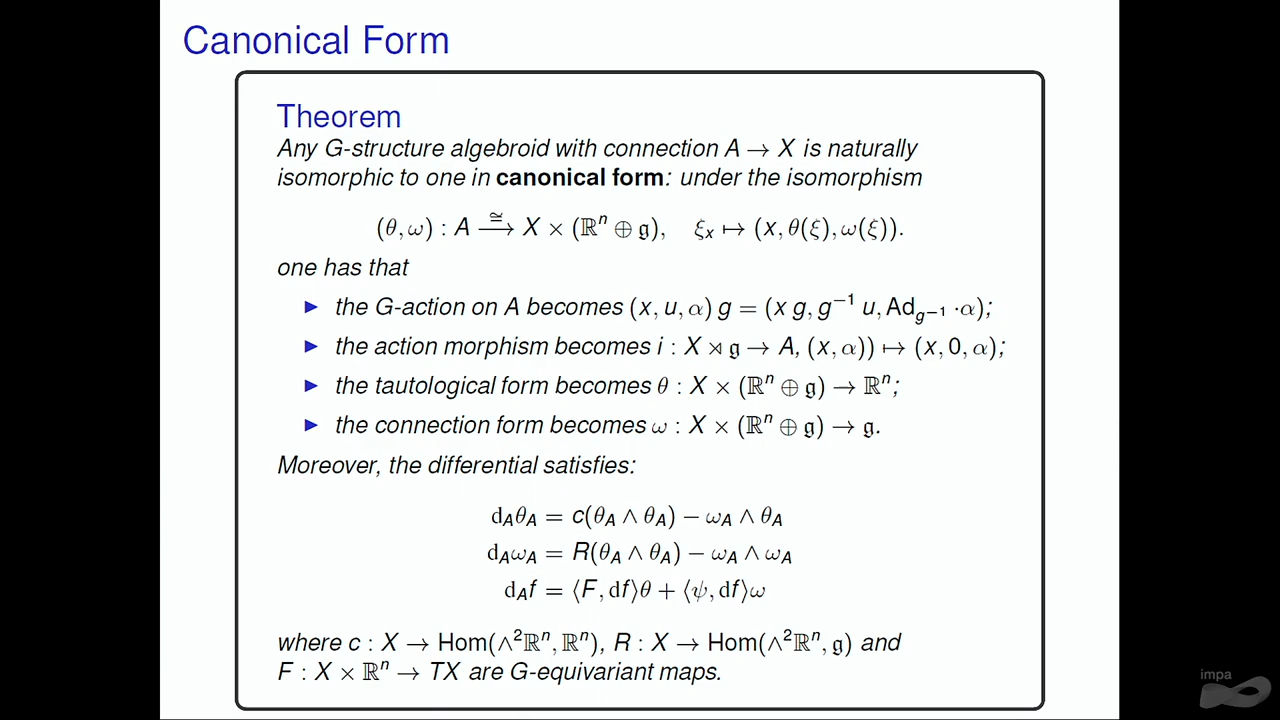 Canonical Form
Theorem
Any G-structure algebroid with connection A → X is naturally
isomorphic to one in canonical form: under the isomorphism
(θ, ω) : A ≅⟶ X × (ℝⁿ ⊕ 𝔤), ξₓ ↦ (x, θ(ξ), ω(ξ)).
one has that
▶ the G-action on A becomes (x, u, α) g = (x g, g⁻¹ u, Ad_{g⁻¹} ·α);
▶ the action morphism becomes i : X ⋊ 𝔤 → A, (x, α)) ↦ (x, 0, α);
▶ the tautological form becomes θ : X × (ℝⁿ ⊕ 𝔤) → ℝⁿ;
▶ the connection form becomes ω : X × (ℝⁿ ⊕ 𝔤) → 𝔤.
Moreover, the differential satisfies:
d_Aθ_A = c(θ_A ∧ θ_A) − ω_A ∧ θ_A
d_Aω_A = R(θ_A ∧ θ_A) − ω_A ∧ ω_A
d_Af = ⟨F, df⟩θ + ⟨ψ, df⟩ω
where c : X → Hom(∧²ℝⁿ, ℝⁿ), R : X → Hom(∧²ℝⁿ, 𝔤) and
F : X × ℝⁿ → TX are G-equivariant maps.
impa